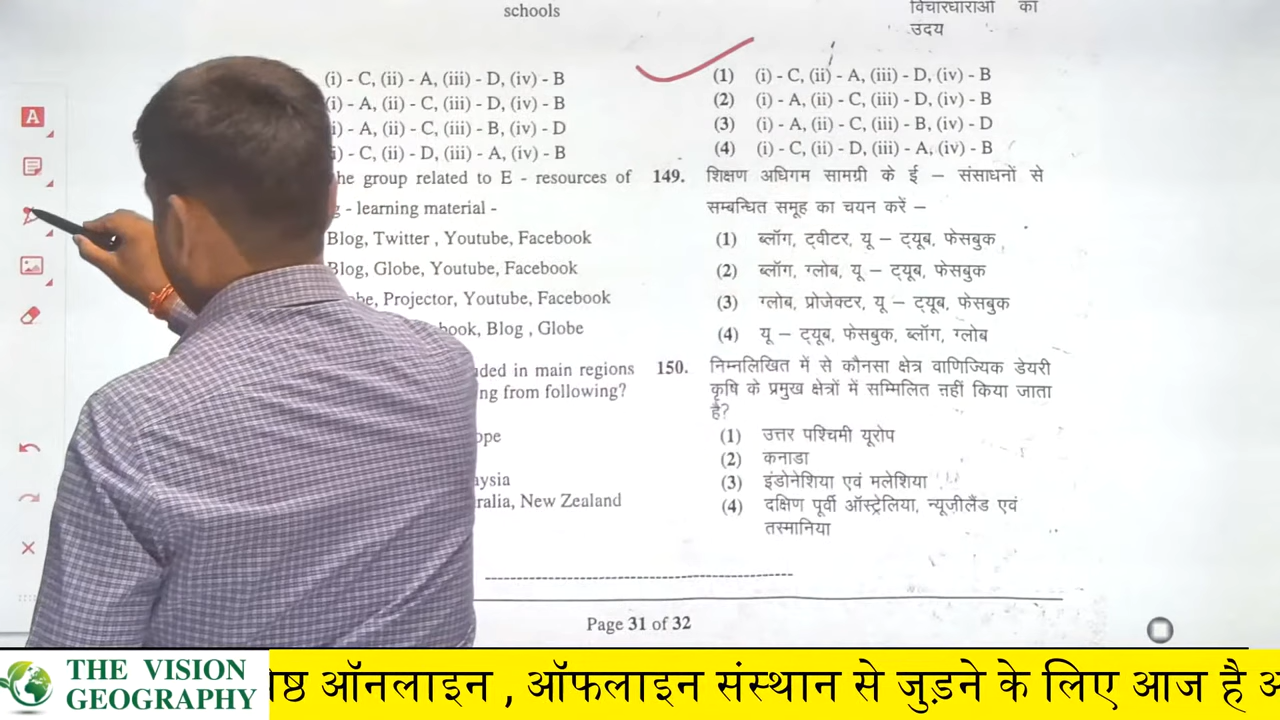 schools
विचारधाराओं का
उदय
(i) - C, (ii) - A, (iii) - D, (iv) - B
(i) - A, (ii) - C, (iii) - D, (iv) - B
- A, (ii) - C, (iii) - B, (iv) - D
- C, (ii) - D, (iii) - A, (iv) - B
he group related to E - resources of
g - learning material -
Blog, Twitter , Youtube, Facebook
Blog, Globe, Youtube, Facebook
be, Projector, Youtube, Facebook
book, Blog , Globe
ded in main regions
ng from following?
ope
aysia
ralia, New Zealand
(1) (i) - C, (ii) - A, (iii) - D, (iv) - B
(2) (i) - A, (ii) - C, (iii) - D, (iv) - B
(3) (i) - A, (ii) - C, (iii) - B, (iv) - D
(4) (i) - C, (ii) - D, (iii) - A, (iv) - B
149. शिक्षण अधिगम सामग्री के ई – संसाधनों से
सम्बन्धित समूह का चयन करें –
(1) ब्लॉग, ट्वीटर, यू – ट्यूब, फेसबुक
(2) ब्लॉग, ग्लोब, यू – ट्यूब, फेसबुक
(3) ग्लोब, प्रोजेक्टर, यू – ट्यूब, फेसबुक
(4) यू – ट्यूब, फेसबुक, ब्लॉग, ग्लोब
150. निम्नलिखित में से कौनसा क्षेत्र वाणिज्यिक डेयरी
कृषि के प्रमुख क्षेत्रों में सम्मिलित नहीं किया जाता
है?
(1) उत्तर पश्चिमी यूरोप
(2) कनाडा
(3) इंडोनेशिया एवं मलेशिया
(4) दक्षिण पूर्वी ऑस्ट्रेलिया, न्यूज़ीलैंड एवं
तस्मानिया
Page 31 of 32
A
THE VISION
GEOGRAPHY
ष्ठ ऑनलाइन , ऑफलाइन संस्थान से जुड़ने के लिए आज है अ